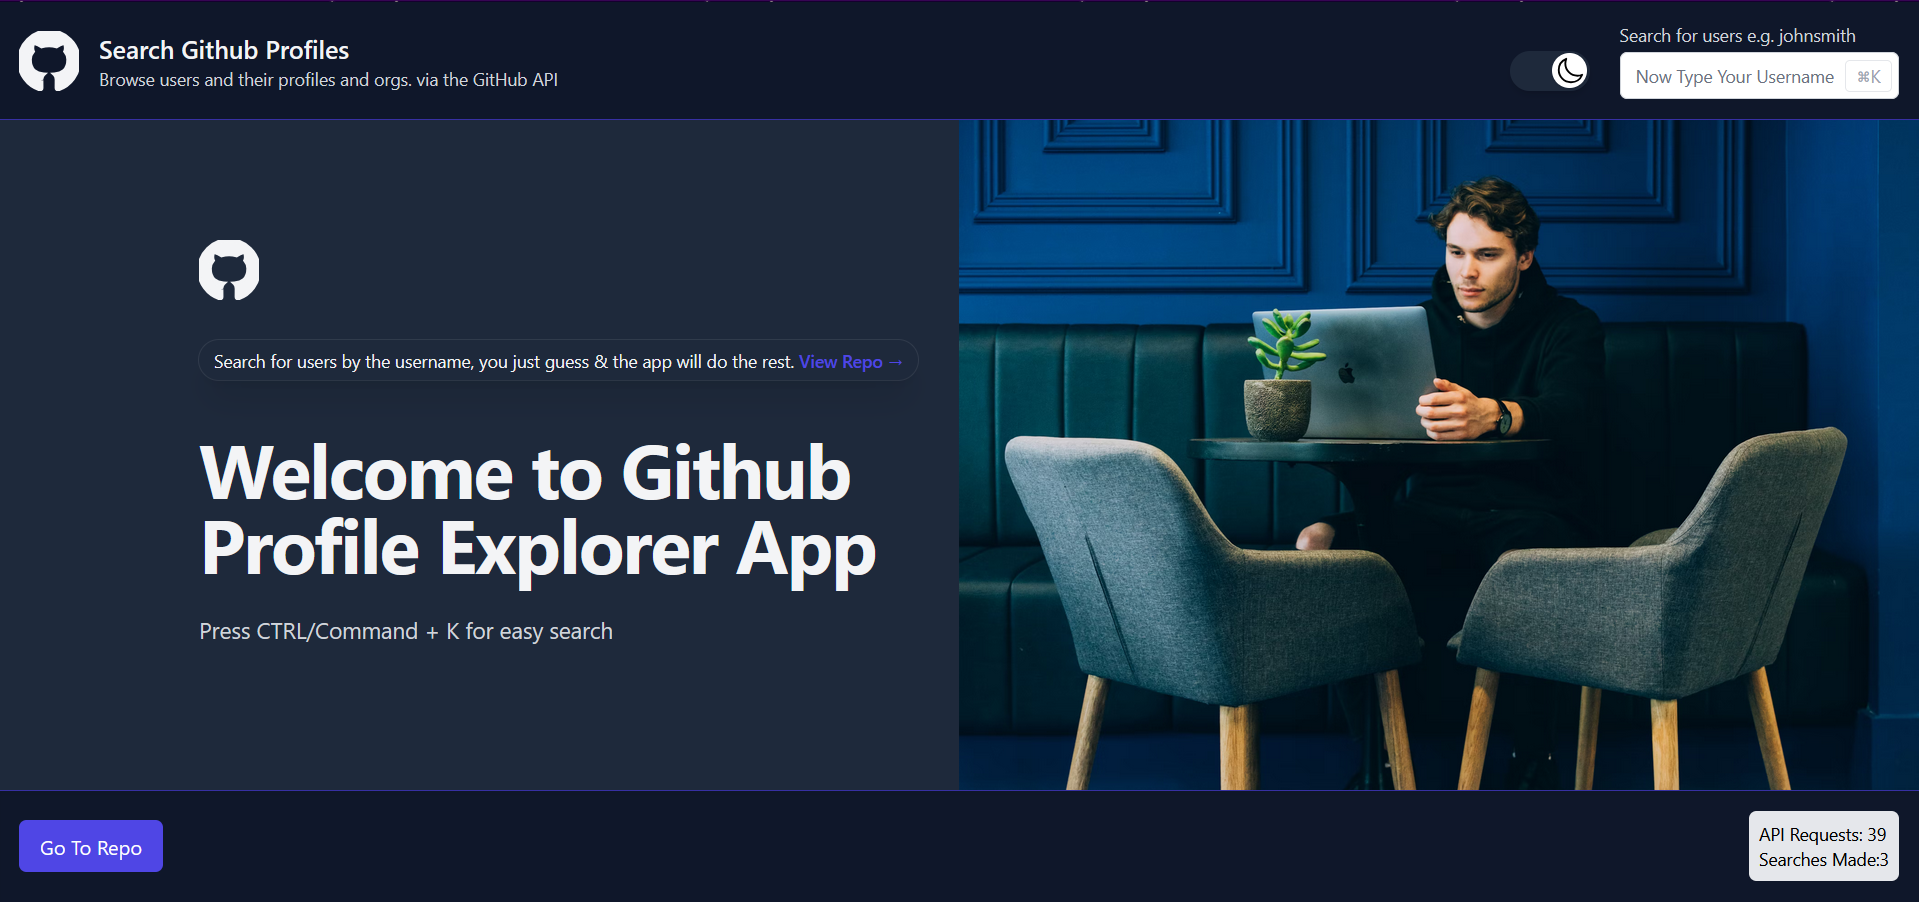 Search Github Profiles
Browse users and their profiles and orgs. via the GitHub API
Search for users e.g. johnsmith
Now Type Your Username
⌘K
Search for users by the username, you just guess & the app will do the rest. View Repo →
Welcome to Github
Profile Explorer App
Press CTRL/Command + K for easy search
Go To Repo
API Requests: 39
Searches Made:3